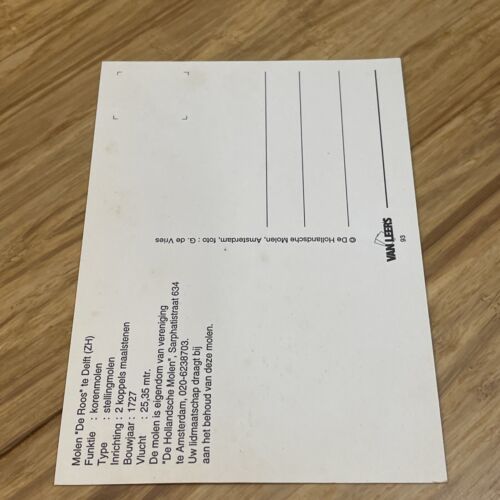 Molen "De Roos" te Delft (ZH)
Funktie : korenmolen
Type : stellingmolen
Inrichting : 2 koppels maalstenen
Bouwjaar : 1727
Vlucht : 25,35 mtr.
De molen is eigendom van vereniging
"De Hollandsche Molen", Sarphatistraat 634
te Amsterdam, 020-6238703.
Uw lidmaatschap draagt bij
aan het behoud van deze molen.
© De Hollandsche Molen, Amsterdam, foto : G. de Vries
VAN LEERS
93